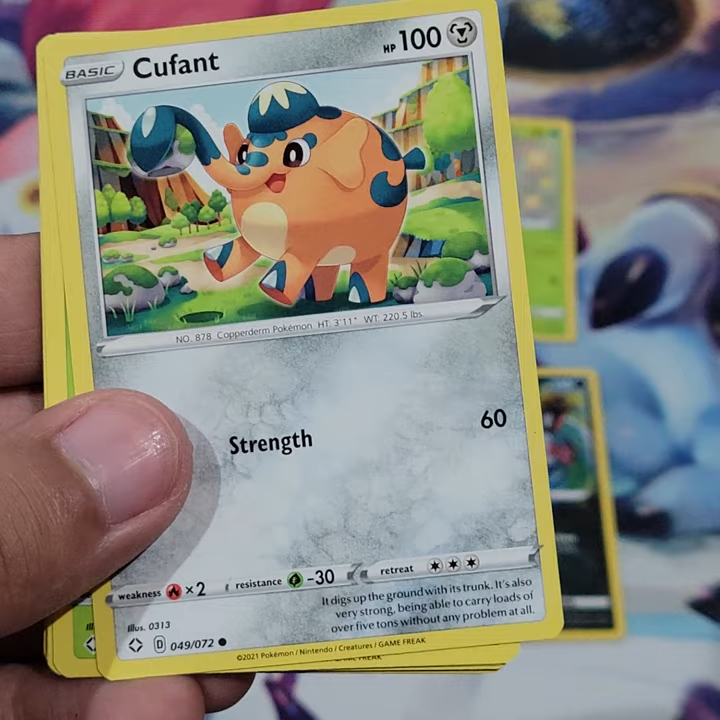 BASIC Cufant HP 100
NO. 878 Copperderm Pokémon HT: 3'11" WT: 220.5 lbs.
Strength 60
weakness ×2 resistance -30 retreat
It digs up the ground with its trunk. It's also
very strong, being able to carry loads of
over five tons without any problem at all.
Illus. 0313
D 049/072
©2021 Pokémon / Nintendo / Creatures / GAME FREAK
GAME FREAK